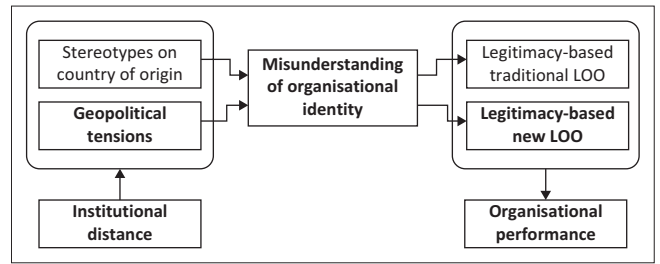 Stereotypes on
country of origin
Geopolitical
tensions
Institutional
distance
Misunderstanding
of organisational
identity
Legitimacy-based
traditional LOO
Legitimacy-based
new LOO
Organisational
performance